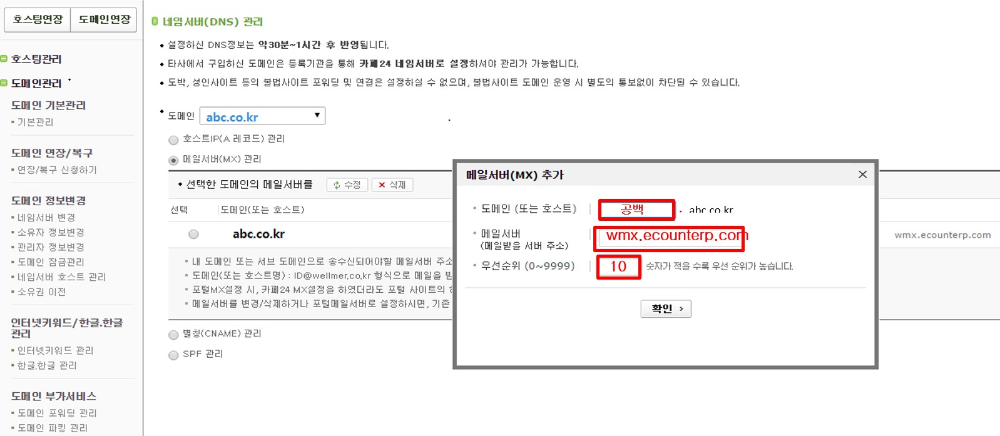 호스팅연장 도메인연장
호스팅관리
도메인관리
도메인 기본관리
기본관리
도메인 연장/복구
연장/복구 신청하기
도메인 정보변경
네임서버 변경
소유자 정보변경
관리자 정보변경
도메인 잠금관리
네임서버 호스트 관리
소유권 이전
인터넷키워드/한글.한글
관리
인터넷키워드 관리
한글.한글 관리
도메인 부가서비스
도메인 포워딩 관리
도메인 파킹 관리
네임서버(DNS) 관리
설정하신 DNS정보는 약30분~1시간 후 반영됩니다.
타사에서 구입하신 도메인은 등록기관을 통해 카페24 네임서버로 설정하셔야 관리가 가능합니다.
도박, 성인사이트 등의 불법사이트 포워딩 및 연결은 설정하실 수 없으며, 불법사이트 도메인 운영 시 별도의 통보없이 차단될 수 있습니다.
도메인 abc.co.kr
호스트IP(A 레코드) 관리
메일서버(MX) 관리
선택한 도메인의 메일서버를 수정 삭제
선택 도메인(또는 호스트)
abc.co.kr
wmx.ecounterp.com
내 도메인 또는 서브 도메인으로 송수신되어야할 메일서버 주소
도메인(또는 호스트명) : ID@wellmer.co.kr 형식으로 메일을 받
포털MX설정 시, 카페24 MX설정을 하였더라도 포털 사이트의
메일서버를 변경/삭제하거나 포털메일서버로 설정하시면, 기존
별칭(CNAME) 관리
SPF 관리
메일서버(MX) 추가
도메인 (또는 호스트) 공백 . abc.co.kr
메일서버
(메일받을 서버 주소) wmx.ecounterp.com
우선순위 (0~9999) 10 숫자가 적을 수록 우선 순위가 높습니다.
확인